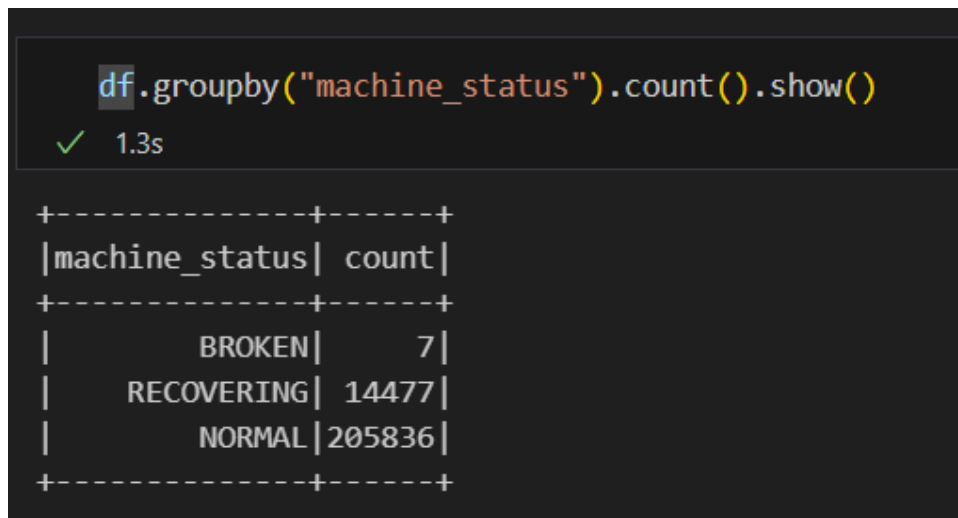 df.groupby("machine_status").count().show()
✓ 1.3s
+--------------+------+
|machine_status| count|
+--------------+------+
|        BROKEN|     7|
|    RECOVERING| 14477|
|        NORMAL|205836|
+--------------+------+